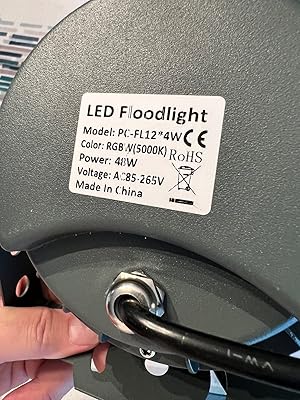 LED Floodlight
Model: PC-FL12*4W CE
Color: RGBW(5000K) RoHS
Power: 48W
Voltage: AC85-265V
Made In China